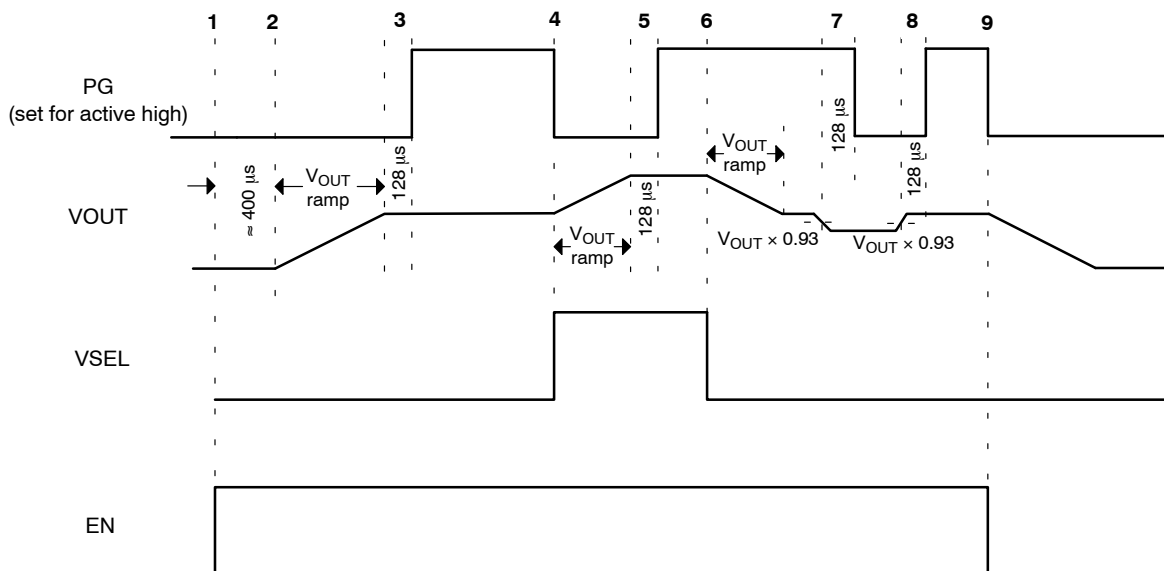 1 2 3 4 5 6 7 8 9
PG
(set for active high)
128 μs
VOUT
ramp
VOUT
ramp
128 μs
128 μs
≈ 400 μs
VOUT
128 μs
VOUT × 0.93
VOUT × 0.93
VOUT
ramp
VSEL
EN